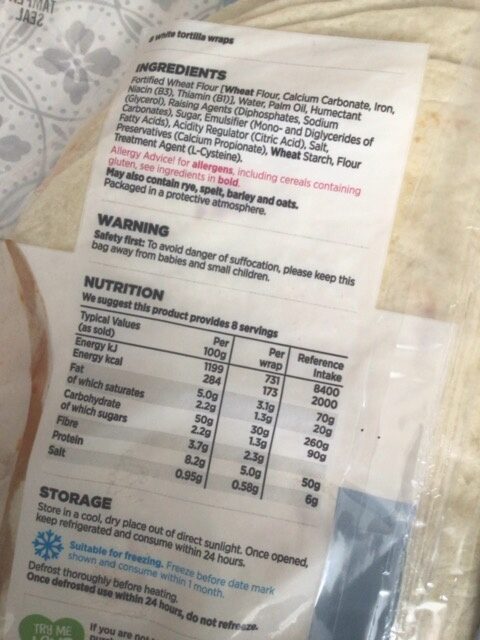 TAMPER
SEAL
8 white tortilla wraps
INGREDIENTS
Fortified Wheat Flour [Wheat Flour, Calcium Carbonate, Iron,
Niacin (B3), Thiamin (B1)], Water, Palm Oil, Humectant
(Glycerol), Raising Agents (Diphosphates, Sodium
Carbonates), Sugar, Emulsifier (Mono- and Diglycerides of
Fatty Acids), Acidity Regulator (Citric Acid), Salt,
Preservatives (Calcium Propionate), Wheat Starch, Flour
Treatment Agent (L-Cysteine).
Allergy Advice! for allergens, including cereals containing
gluten, see ingredients in bold.
May also contain rye, spelt, barley and oats.
Packaged in a protective atmosphere.
WARNING
Safety first: To avoid danger of suffocation, please keep this
bag away from babies and small children.
NUTRITION
We suggest this product provides 8 servings
Typical Values (as sold) Per 100g Per wrap Reference Intake
Energy kJ 1199 731 8400
Energy kcal 284 173 2000
Fat 5.0g 3.1g 70g
of which saturates 2.2g 1.3g 20g
Carbohydrate 50g 30g 260g
of which sugars 2.2g 1.3g 90g
Fibre 3.7g 2.3g
Protein 8.2g 5.0g 50g
Salt 0.95g 0.58g 6g
STORAGE
Store in a cool, dry place out of direct sunlight. Once opened,
keep refrigerated and consume within 24 hours.
Suitable for freezing. Freeze before date mark
shown and consume within 1 month.
Defrost thoroughly before heating.
Once defrosted use within 24 hours, do not refreeze.
TRY ME
If you are not